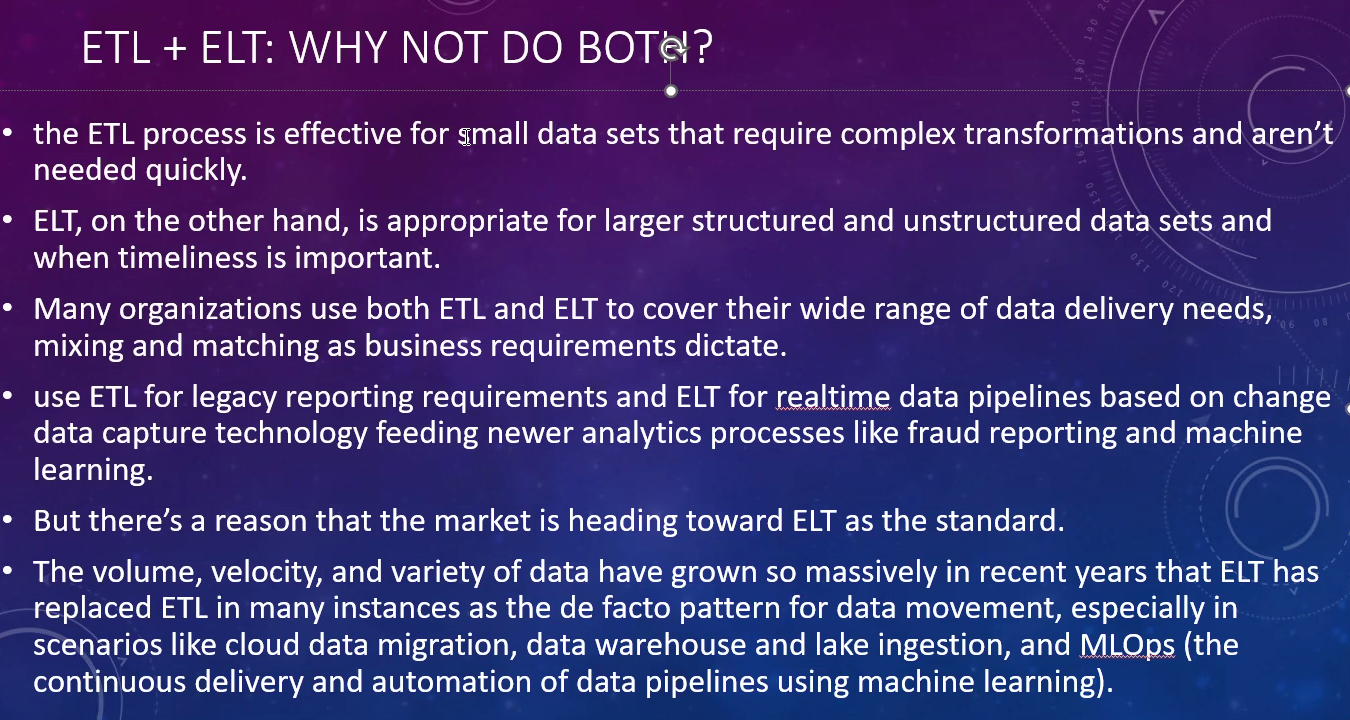 ETL + ELT: WHY NOT DO BOTH?
• the ETL process is effective for small data sets that require complex transformations and aren’t
needed quickly.
• ELT, on the other hand, is appropriate for larger structured and unstructured data sets and
when timeliness is important.
• Many organizations use both ETL and ELT to cover their wide range of data delivery needs,
mixing and matching as business requirements dictate.
• use ETL for legacy reporting requirements and ELT for realtime data pipelines based on change
data capture technology feeding newer analytics processes like fraud reporting and machine
learning.
• But there’s a reason that the market is heading toward ELT as the standard.
• The volume, velocity, and variety of data have grown so massively in recent years that ELT has
replaced ETL in many instances as the de facto pattern for data movement, especially in
scenarios like cloud data migration, data warehouse and lake ingestion, and MLOps (the
continuous delivery and automation of data pipelines using machine learning).